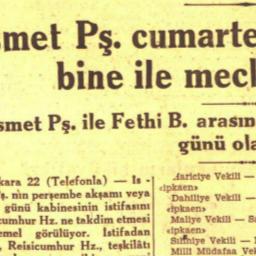 smet Pş. cumarte
bine ile mecl
smet Pş. ile Fethi B. arasın
günü ola
kara 22 (Telefonla) — Is
Pş. nin perşembe akşamı veya
günü kabinesinin istifasını
cumhur Hz. ne takdim etmesi
emel görülüyor. İstifadan
, Reisicumhur Hz., teşkilâtı
Hariciye Vekili —
«ipkaen»
Dahiliye Vekili —
«ipkaen»
Maliye Vekili — Sa
«ipkaen»
Sıhhiye Vekili —
Milli Müdafaa Vek